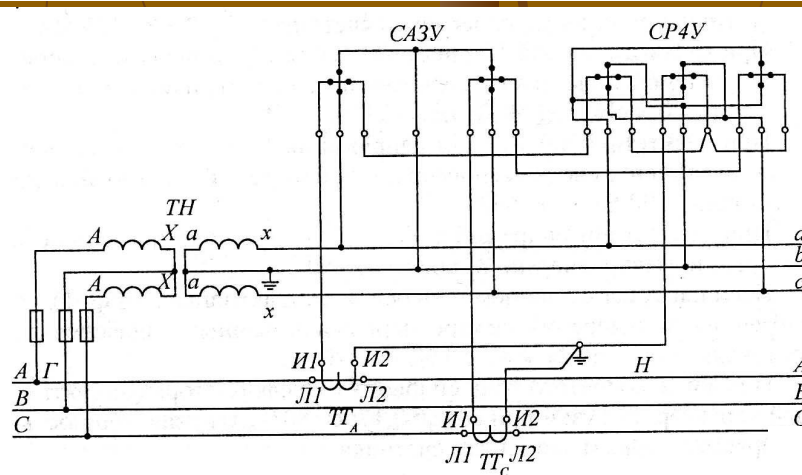 САЗУ СР4У
ТН
А Х а х
а
b
А Х а х
c
И1 И2
А Г Л1 Л2 Н А
В В
ТТА И1 И2
С С
Л1 ТТС Л2